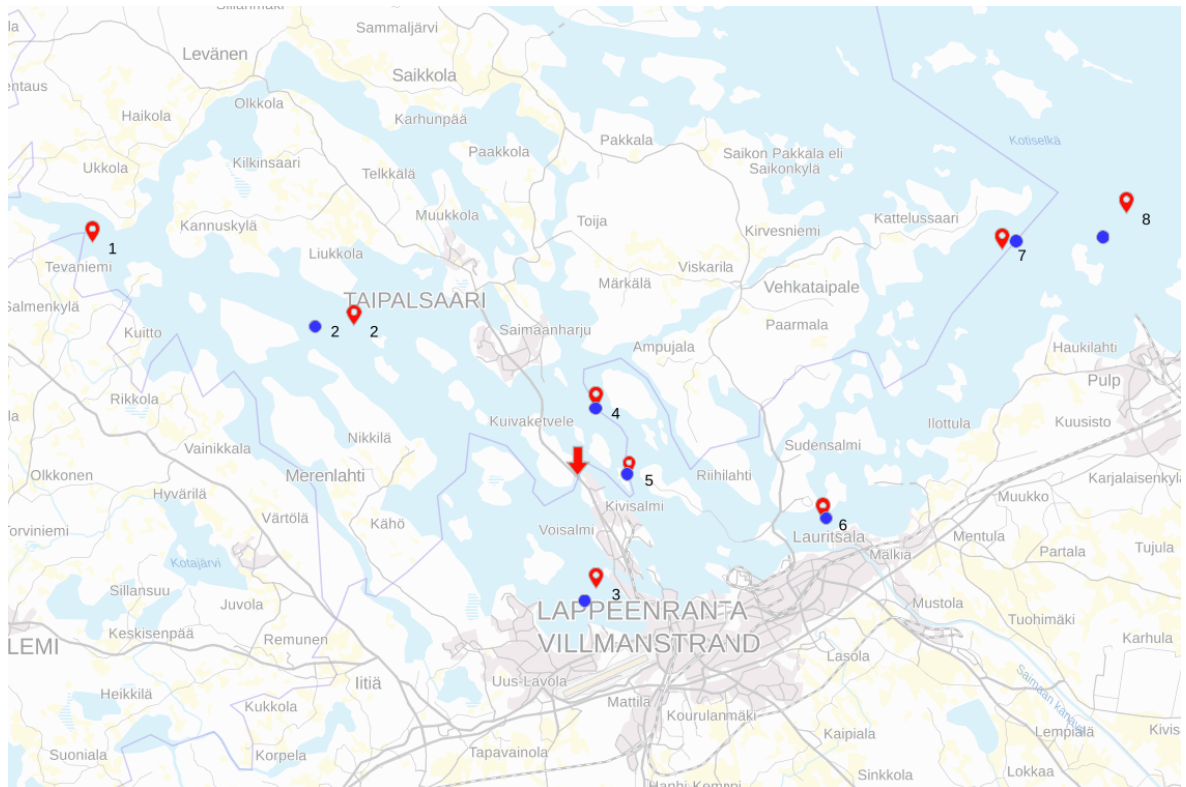 Sammaljärvi
la
Levänen
Saikkola
entaus
Olkkola
Haikola
Karhunpää
Pakkala
Kotiselkä
Paakkola
Saikon Pakkala eli
Saikonkylä
Kilkinsaari
Ukkola
Telkkälä
Muukkola
Kattelussaari
8
Kannuskylä
Toija
Kirvesniemi
1
Liukkola
7
Tevaniemi
Viskarila
Märkälä
Vehkataipale
TAIPALSAARI
Salmenkylä
Kuitto
2
2
Saimaanharju
Paarmala
Ampujala
Haukilahti
Pulp
Rikkola
la
4
Kuivaketvele
Ilottula
Kuusisto
Nikkilä
Vainikkala
Sudensalmi
Olkkonen
Merenlahti
5
Riihilahti
Karjalaisenkylä
Hyvärilä
Muukko
Kivisalmi
Värtölä
Kähö
Voisalmi
6
Torviniemi
Lauritsala
Mentula
Malkia
Partala
Tujula
Kotajärvi
Sillansuu
3
Juvola
LAPPEENRANTA
Mustola
Tuohimäki
Keskisenpää
Remunen
VILLMANSTRAND
Karhula
LEMI
Lasola
Iitiä
Uus-Lavola
Saimaan kanava
Heikkilä
Mattila
Kukkola
Kourulanmäki
Kaipiala
Lempiälä
Kivis
Suoniala
Korpela
Tapavainola
Sinkkola
Lokkaa